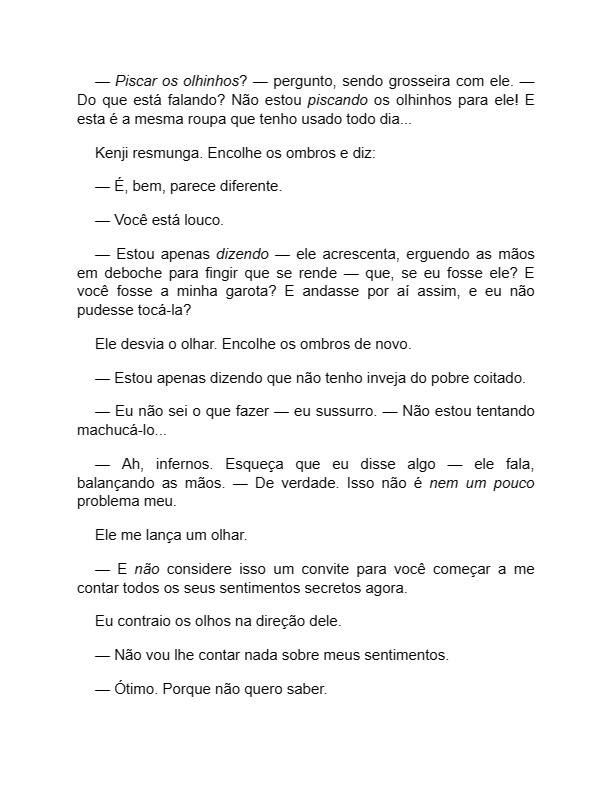 — Piscar os olhinhos? — pergunto, sendo grosseira com ele. —
Do que está falando? Não estou piscando os olhinhos para ele! E
esta é a mesma roupa que tenho usado todo dia...
Kenji resmunga. Encolhe os ombros e diz:
— É, bem, parece diferente.
— Você está louco.
— Estou apenas dizendo — ele acrescenta, erguendo as mãos
em deboche para fingir que se rende — que, se eu fosse ele? E
você fosse a minha garota? E andasse por aí assim, e eu não
pudesse tocá-la?
Ele desvia o olhar. Encolhe os ombros de novo.
— Estou apenas dizendo que não tenho inveja do pobre coitado.
— Eu não sei o que fazer — eu sussurro. — Não estou tentando
machucá-lo...
— Ah, infernos. Esqueça que eu disse algo — ele fala,
balançando as mãos. — De verdade. Isso não é nem um pouco
problema meu.
Ele me lança um olhar.
— E não considere isso um convite para você começar a me
contar todos os seus sentimentos secretos agora.
Eu contraio os olhos na direção dele.
— Não vou lhe contar nada sobre meus sentimentos.
— Ótimo. Porque não quero saber.